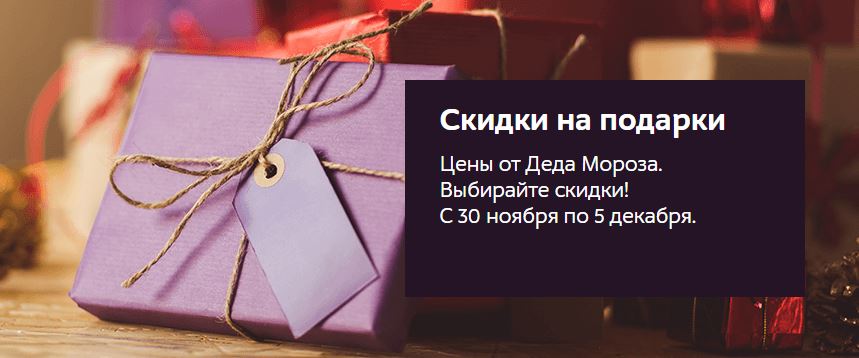 Скидки на подарки
Цены от Деда Мороза.
Выбирайте скидки!
С 30 ноября по 5 декабря.